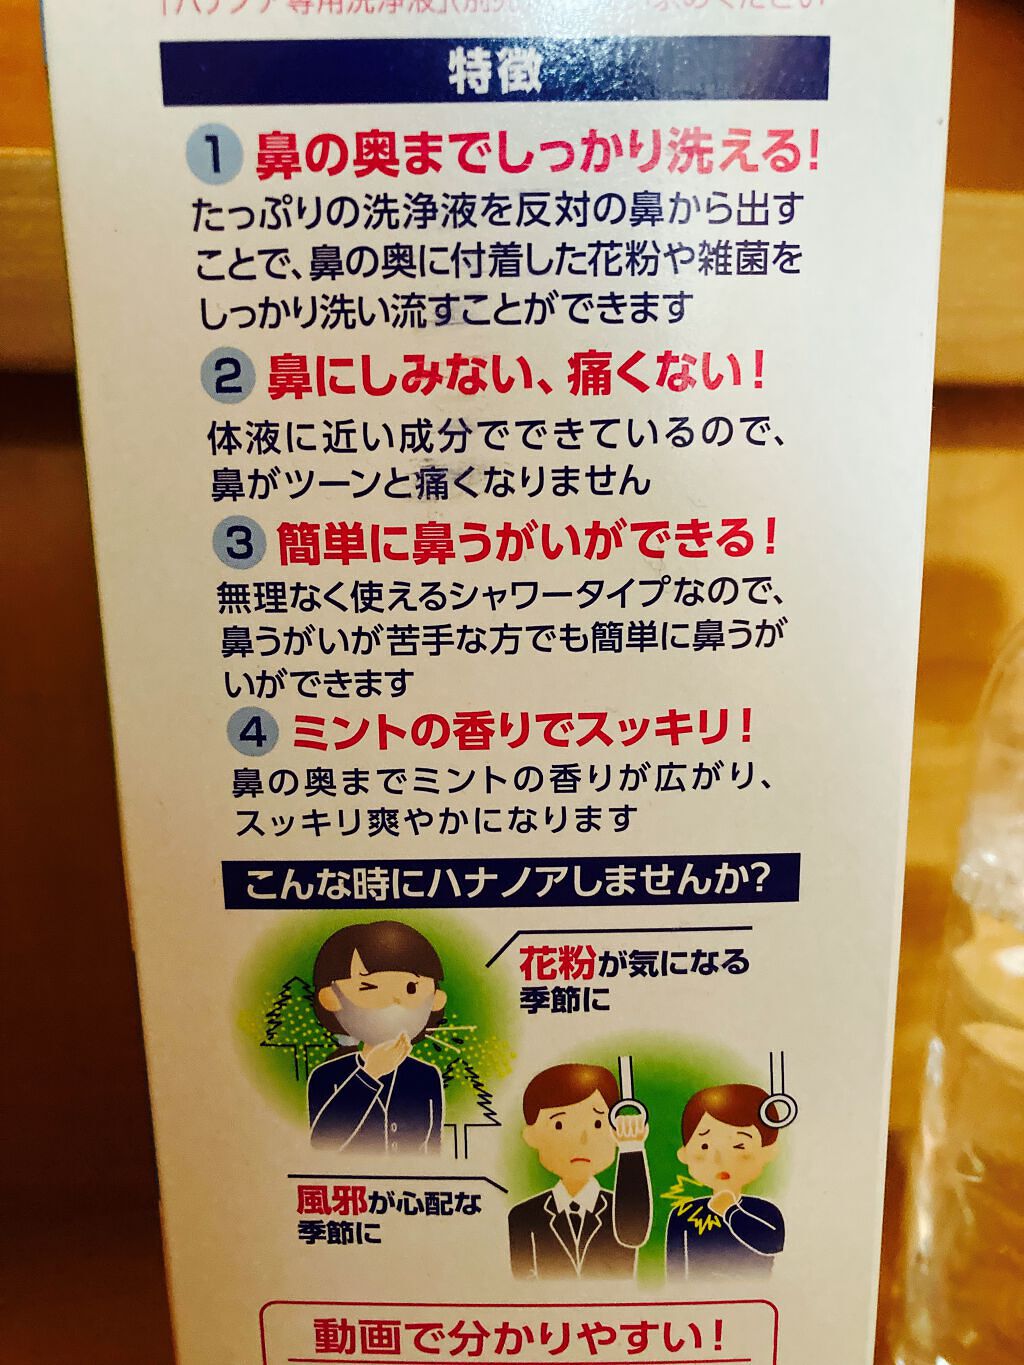 「ハナノア専用洗浄液」
特徴
1 鼻の奥までしっかり洗える!
たっぷりの洗浄液を反対の鼻から出す
ことで、鼻の奥に付着した花粉や雑菌を
しっかり洗い流すことができます
2 鼻にしみない、痛くない!
体液に近い成分でできているので、
鼻がツーンと痛くなりません
3 簡単に鼻うがいができる!
無理なく使えるシャワータイプなので、
鼻うがいが苦手な方でも簡単に鼻うが
いができます
4 ミントの香りでスッキリ!
鼻の奥までミントの香りが広がり、
スッキリ爽やかになります
こんな時にハナノアしませんか?
花粉が気になる
季節に
風邪が心配な
季節に
動画で分かりやすい!